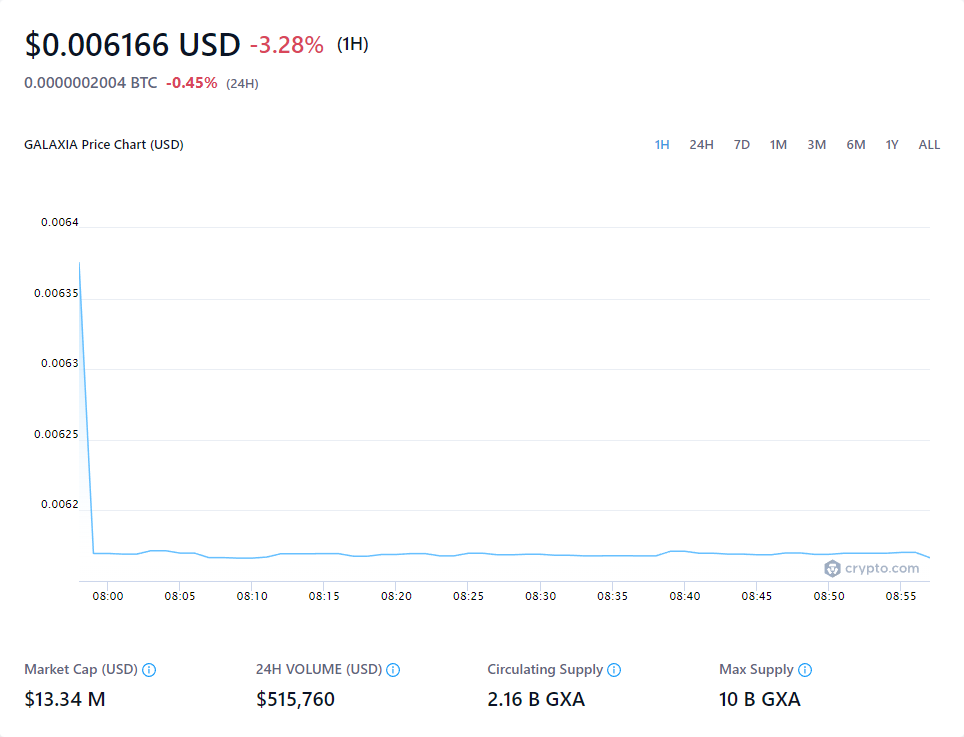 $0.006166 USD -3.28% (1H)
0.0000002004 BTC -0.45% (24H)
GALAXIA Price Chart (USD) 1H 24H 7D 1M 3M 6M 1Y ALL
0.0064
0.00635
0.0063
0.00625
0.0062
crypto.com
08:00 08:05 08:10 08:15 08:20 08:25 08:30 08:35 08:40 08:45 08:50 08:55
Market Cap (USD) 24H VOLUME (USD) Circulating Supply Max Supply
$13.34 M $515,760 2.16 B GXA 10 B GXA